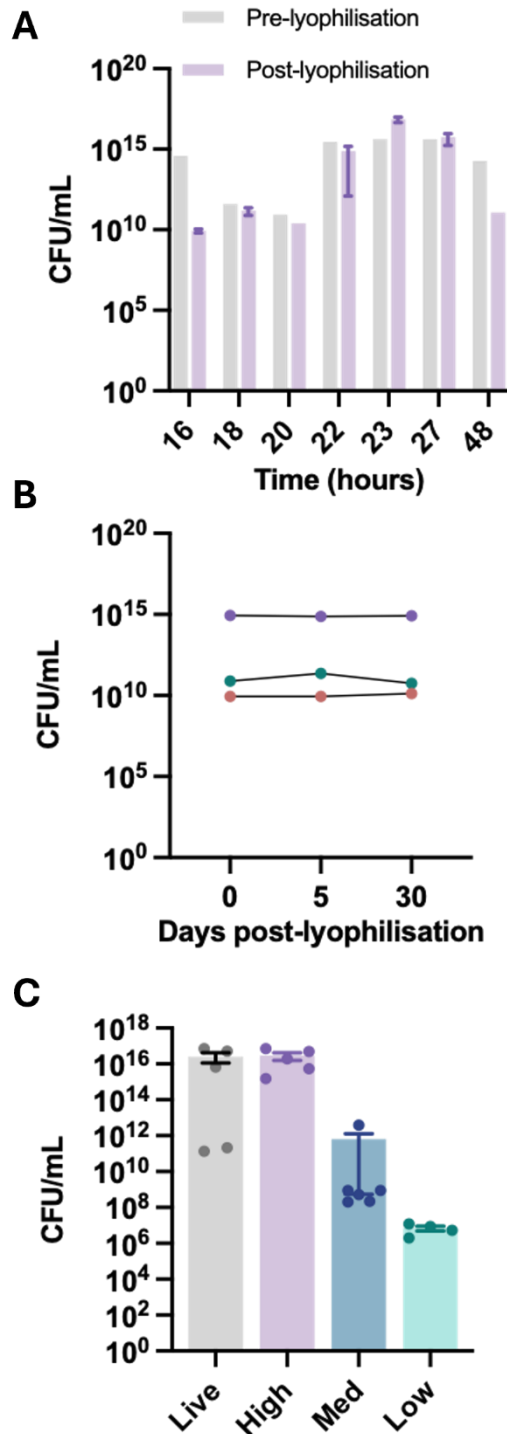 A
Pre-lyophilisation
Post-lyophilisation
10^20
10^15
10^10
10^5
10^0
CFU/mL
16 18 20 22 23 27 48
Time (hours)
B
10^20
10^15
10^10
10^5
10^0
CFU/mL
0 5 30
Days post-lyophilisation
C
10^18
10^16
10^14
10^12
10^10
10^8
10^6
10^4
10^2
10^0
CFU/mL
Live High Med Low